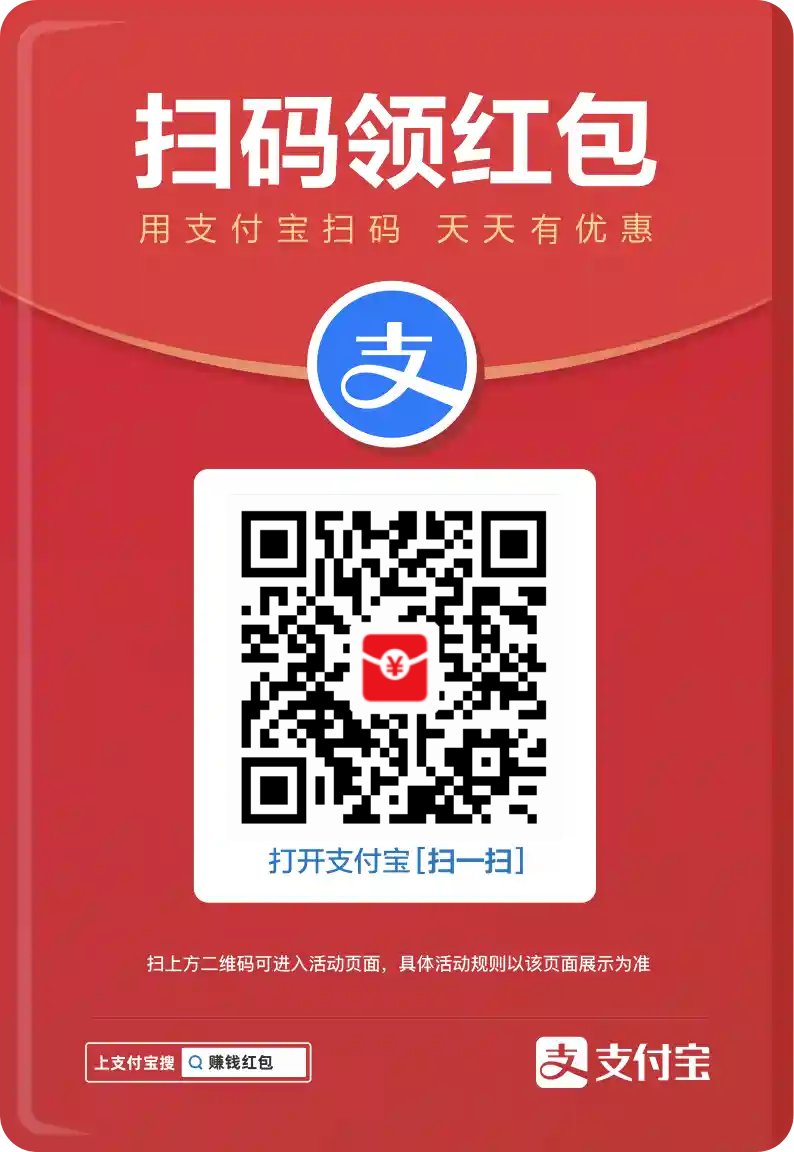 扫码领红包
用支付宝扫码 天天有优惠
支
¥
打开支付宝[扫一扫]
扫上方二维码可进入活动页面，具体活动规则以该页面展示为准
上支付宝搜 赚钱红包
支 支付宝